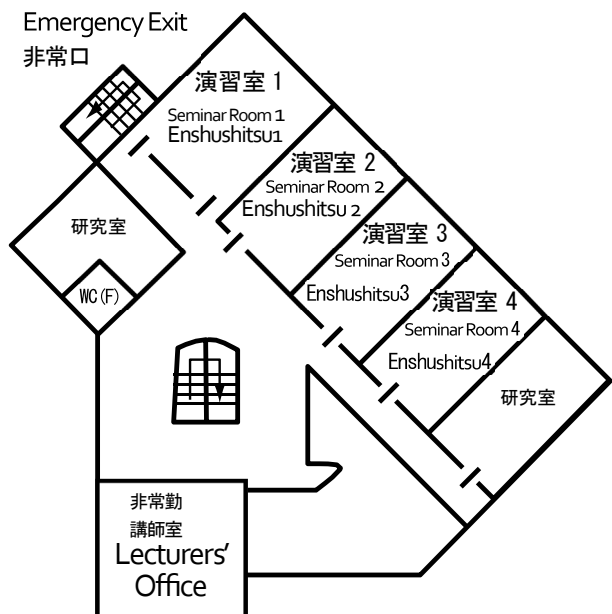 Emergency Exit
非常口
演習室 1
Seminar Room 1
Enshushitsu1
演習室 2
Seminar Room 2
Enshushitsu 2
演習室 3
Seminar Room 3
Enshushitsu3
演習室 4
Seminar Room 4
Enshushitsu4
研究室
研究室
WC (F)
非常勤
講師室
Lecturers'
Office